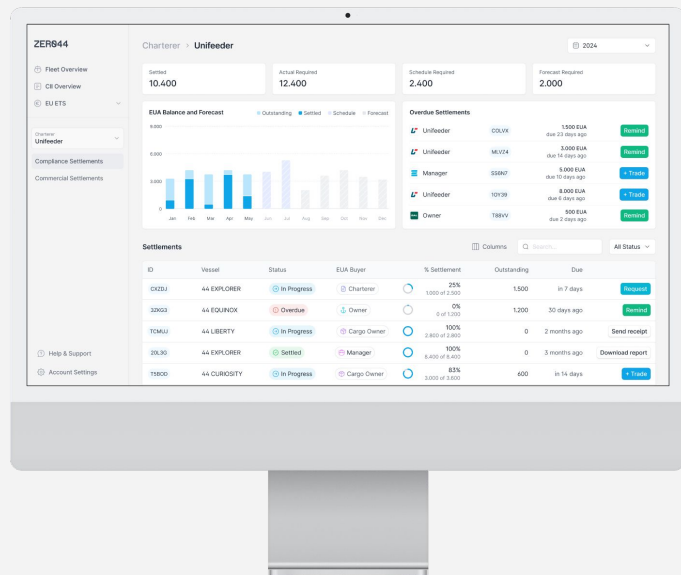 ZERØ44
Fleet Overview
CII Overview
EU ETS
Charterer
Unifeeder
Compliance Settlements
Commercial Settlements
Help & Support
Account Settings
Charterer > Unifeeder
2024
Settled
10.400
Actual Required
12.400
Schedule Required
2.400
Forecast Required
2.000
EUA Balance and Forecast
Outstanding Settled Schedule Forecast
9.000
6.000
3.000
0
Jan Feb Mar Apr May Jun Jul Aug Sep Oct Nov Dec
Overdue Settlements
Unifeeder COLVX 1.500 EUA Remind
due 23 days ago
Unifeeder MLVZ4 3.000 EUA Remind
due 14 days ago
Manager SS6N7 5.000 EUA + Trade
due 10 days ago
Unifeeder 1OY39 8.000 EUA Remind
due 6 days ago
Owner T88VV 500 EUA Remind
due 2 days ago
Settlements
Columns
Search...
All Status
ID Vessel Status EUA Buyer % Settlement Outstanding Due
CXZDJ 44 EXPLORER In Progress Charterer 25% 1.500 in 7 days Request
1.000 of 2.500
32XG3 44 EQUINOX Overdue Owner 0% 1.200 30 days ago Remind
0 of 1.200
TCMUJ 44 LIBERTY In Progress Cargo Owner 100% 0 2 months ago Send receipt
2.800 of 2.800
20L3G 44 EXPLORER Settled Manager 100% 0 3 months ago Download report
6.400 of 6.400
T5BOD 44 CURIOSITY In Progress Cargo Owner 83% 600 in 14 days + Trade
3.000 of 3.600